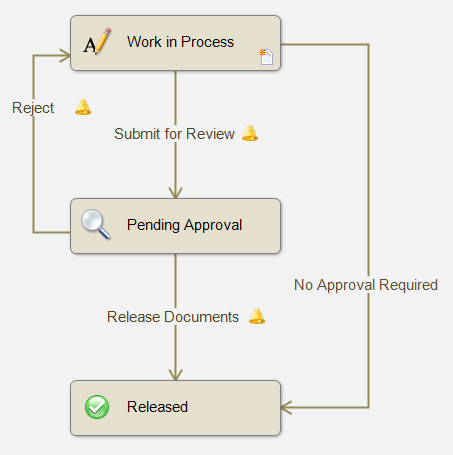 Work in Process
Reject
Submit for Review
Pending Approval
No Approval Required
Release Documents
Released